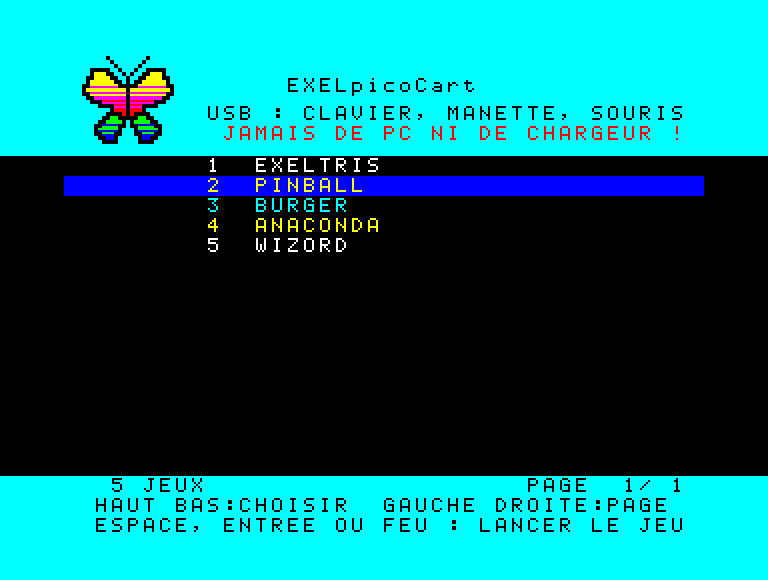 EXELpicoCart
USB : CLAVIER, MANETTE, SOURIS
JAMAIS DE PC NI DE CHARGEUR !
1 EXELTRIS
2 PINBALL
3 BURGER
4 ANACONDA
5 WIZORD
5 JEUX PAGE 1/ 1
HAUT BAS:CHOISIR GAUCHE DROITE:PAGE
ESPACE, ENTREE OU FEU : LANCER LE JEU